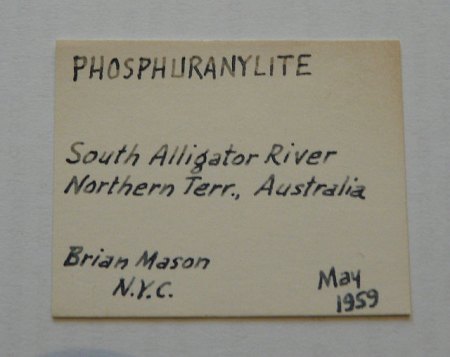 PHOSPHURANYLITE
South Alligator River
Northern Terr., Australia
Brian Mason
N.Y.C.
May
1959